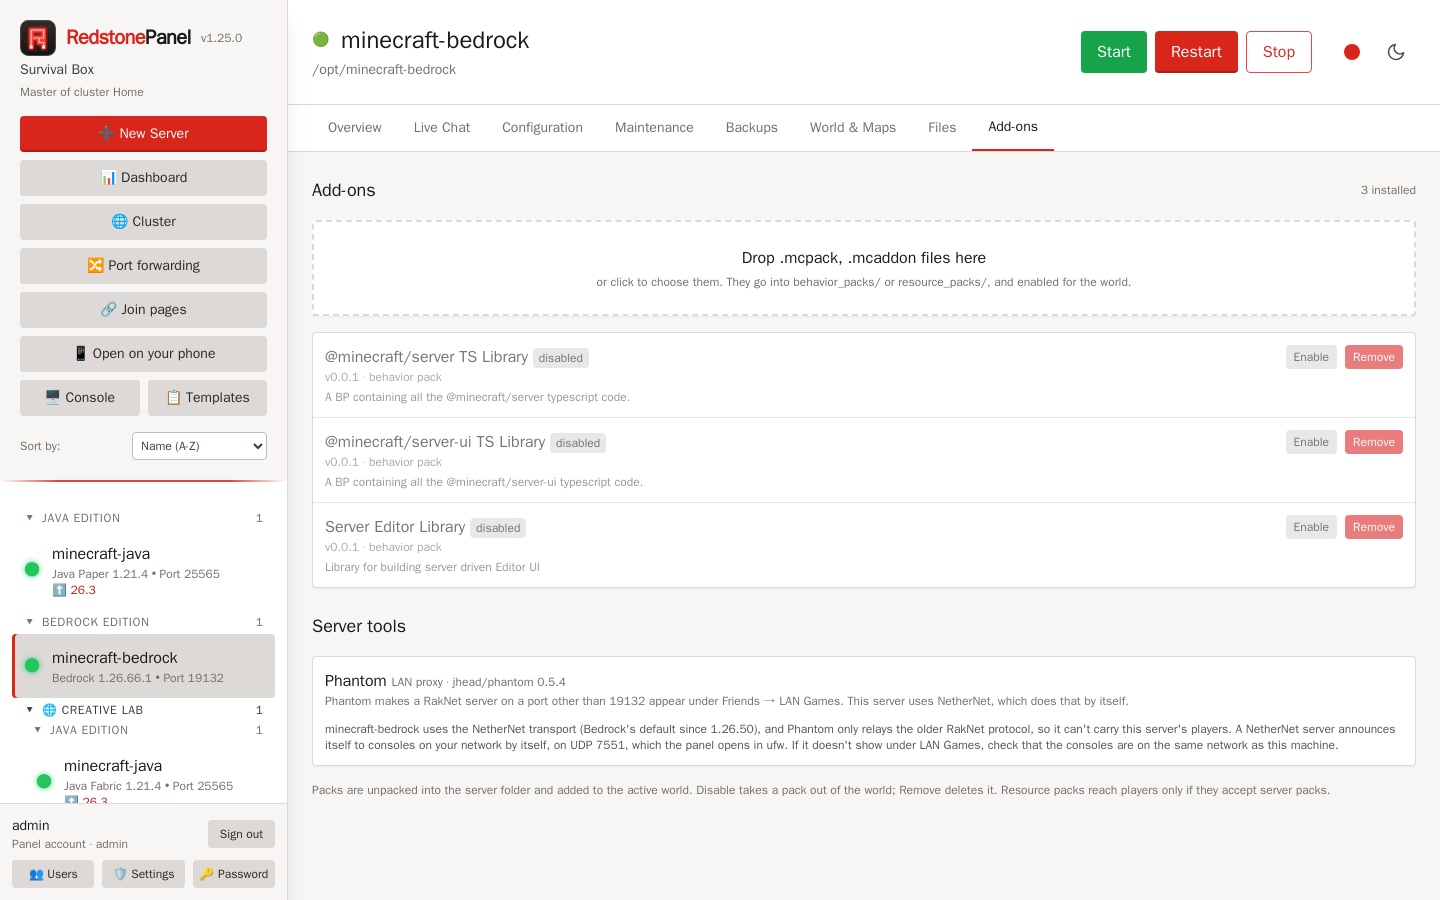 RedstonePanel v1.25.0
Survival Box
Master of cluster Home
➕ New Server
📊 Dashboard
🌐 Cluster
🔀 Port forwarding
🔗 Join pages
📱 Open on your phone
🖥️ Console
📋 Templates
Sort by:
Name (A-Z)
▼ JAVA EDITION 1
minecraft-java
Java Paper 1.21.4 • Port 25565
⬆️ 26.3
▼ BEDROCK EDITION 1
minecraft-bedrock
Bedrock 1.26.66.1 • Port 19132
▼ 🌐 CREATIVE LAB 1
▼ JAVA EDITION 1
minecraft-java
Java Fabric 1.21.4 • Port 25565
⬆️ 26.3
admin
Panel account · admin
Sign out
👥 Users
🛡️ Settings
🔑 Password
minecraft-bedrock
/opt/minecraft-bedrock
Start
Restart
Stop
Overview
Live Chat
Configuration
Maintenance
Backups
World & Maps
Files
Add-ons
Add-ons
3 installed
Drop .mcpack, .mcaddon files here
or click to choose them. They go into behavior_packs/ or resource_packs/, and enabled for the world.
@minecraft/server TS Library disabled
v0.0.1 · behavior pack
A BP containing all the @minecraft/server typescript code.
Enable
Remove
@minecraft/server-ui TS Library disabled
v0.0.1 · behavior pack
A BP containing all the @minecraft/server-ui typescript code.
Enable
Remove
Server Editor Library disabled
v0.0.1 · behavior pack
Library for building server driven Editor UI
Enable
Remove
Server tools
Phantom LAN proxy · jhead/phantom 0.5.4
Phantom makes a RakNet server on a port other than 19132 appear under Friends → LAN Games. This server uses NetherNet, which does that by itself.
minecraft-bedrock uses the NetherNet transport (Bedrock's default since 1.26.50), and Phantom only relays the older RakNet protocol, so it can't carry this server's players. A NetherNet server announces
itself to consoles on your network by itself, on UDP 7551, which the panel opens in ufw. If it doesn't show under LAN Games, check that the consoles are on the same network as this machine.
Packs are unpacked into the server folder and added to the active world. Disable takes a pack out of the world; Remove deletes it. Resource packs reach players only if they accept server packs.